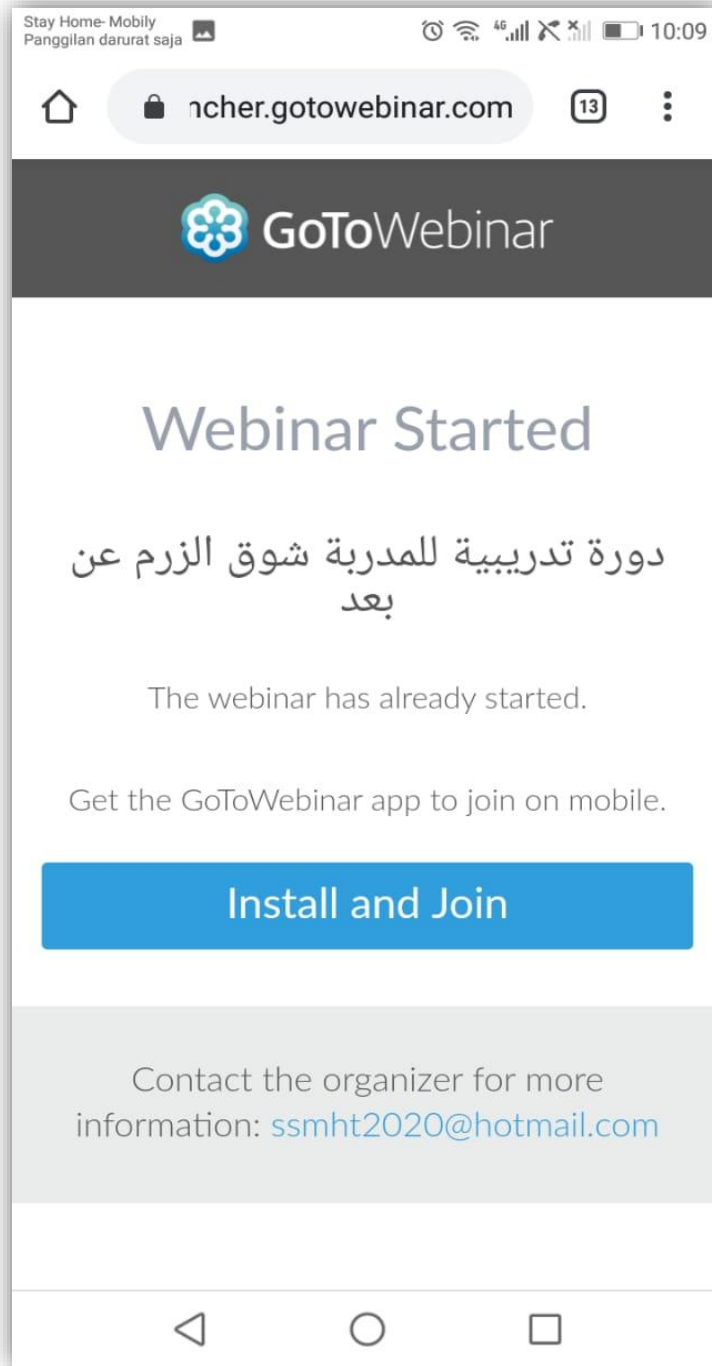 Stay Home- Mobily
Panggilan darurat saja
4G
10:09
ncher.gotowebinar.com
13
GoToWebinar
Webinar Started
دورة تدريبية للمدربة شوق الزرم عن
بعد
The webinar has already started.
Get the GoToWebinar app to join on mobile.
Install and Join
Contact the organizer for more
information: ssmht2020@hotmail.com